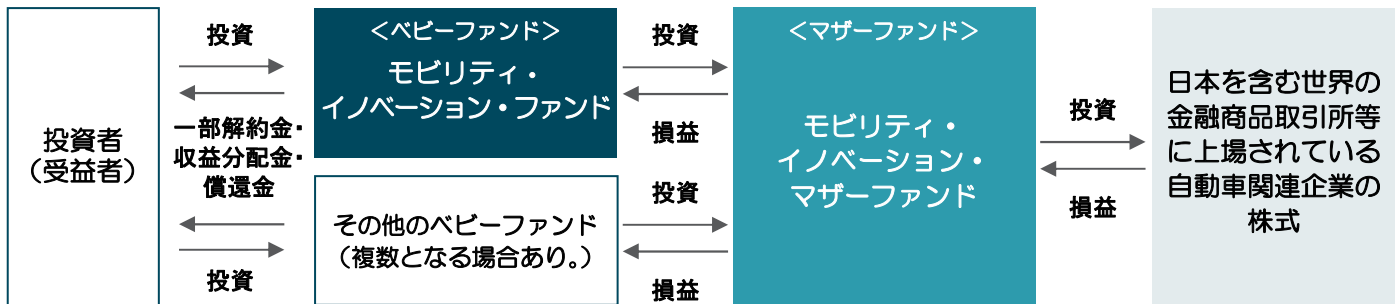 投資者
（受益者）
投資
一部解約金・
収益分配金・
償還金
投資
＜ベビーファンド＞
モビリティ・
イノベーション・ファンド
その他のベビーファンド
（複数となる場合あり。）
投資
損益
投資
損益
＜マザーファンド＞
モビリティ・
イノベーション・
マザーファンド
投資
損益
日本を含む世界の
金融商品取引所等
に上場されている
自動車関連企業の
株式